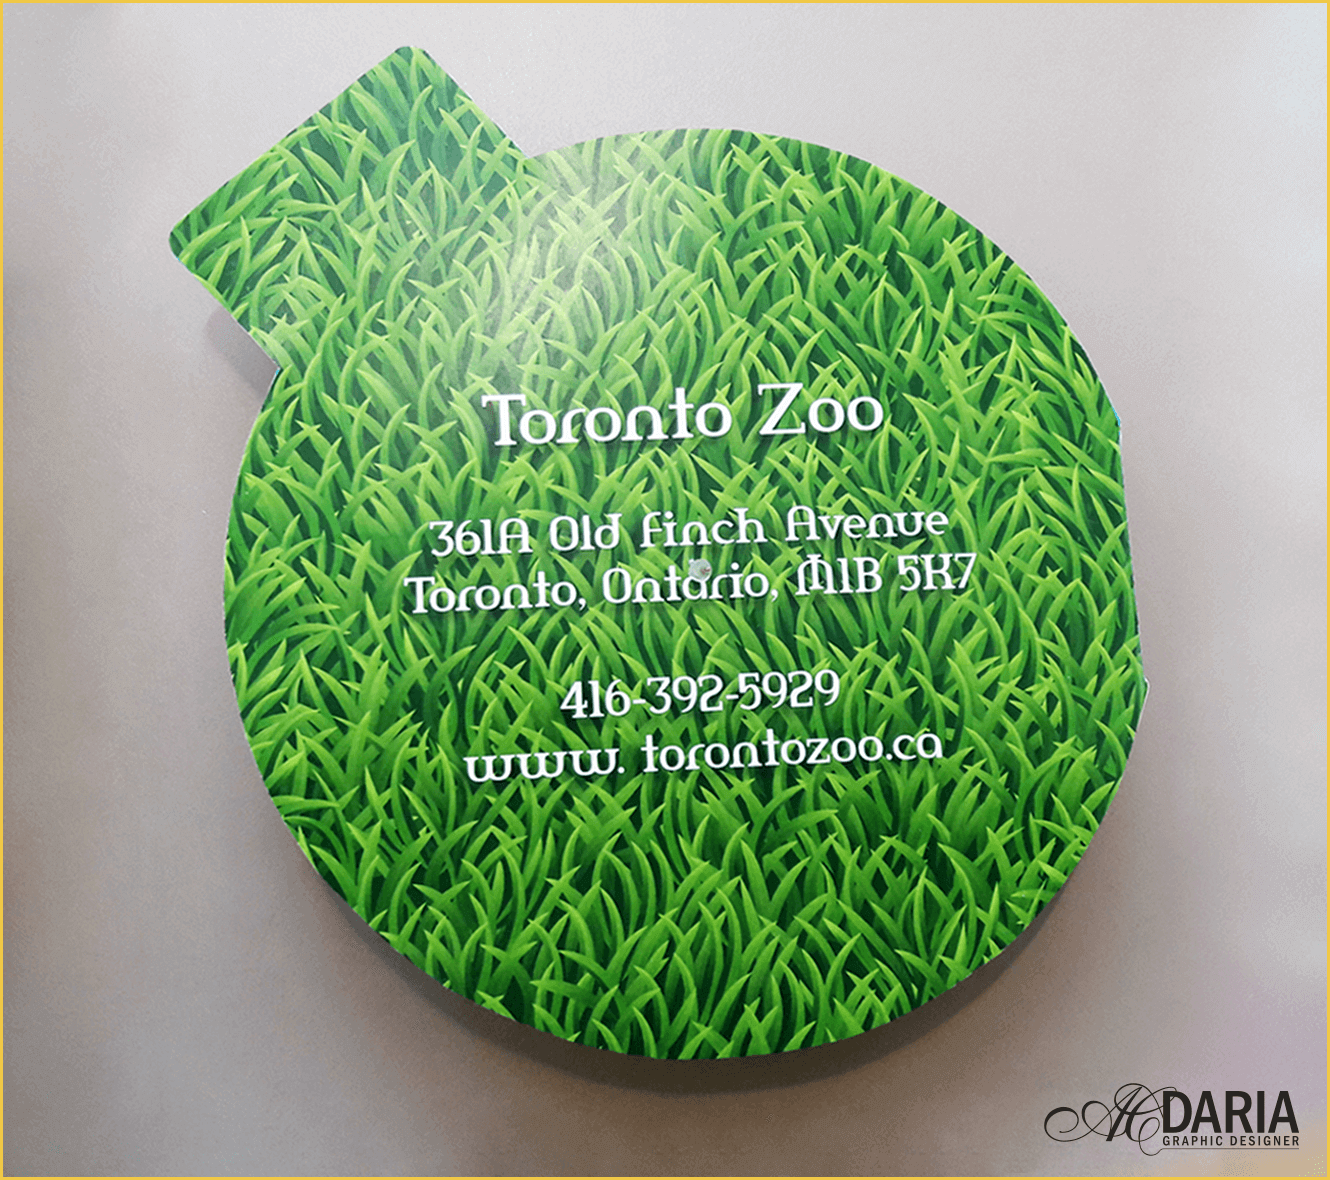 Toronto Zoo
361A Old Finch Avenue
Toronto, Ontario, M1B 5K7
416-392-5929
www. torontozoo.ca
DARIA
GRAPHIC DESIGNER